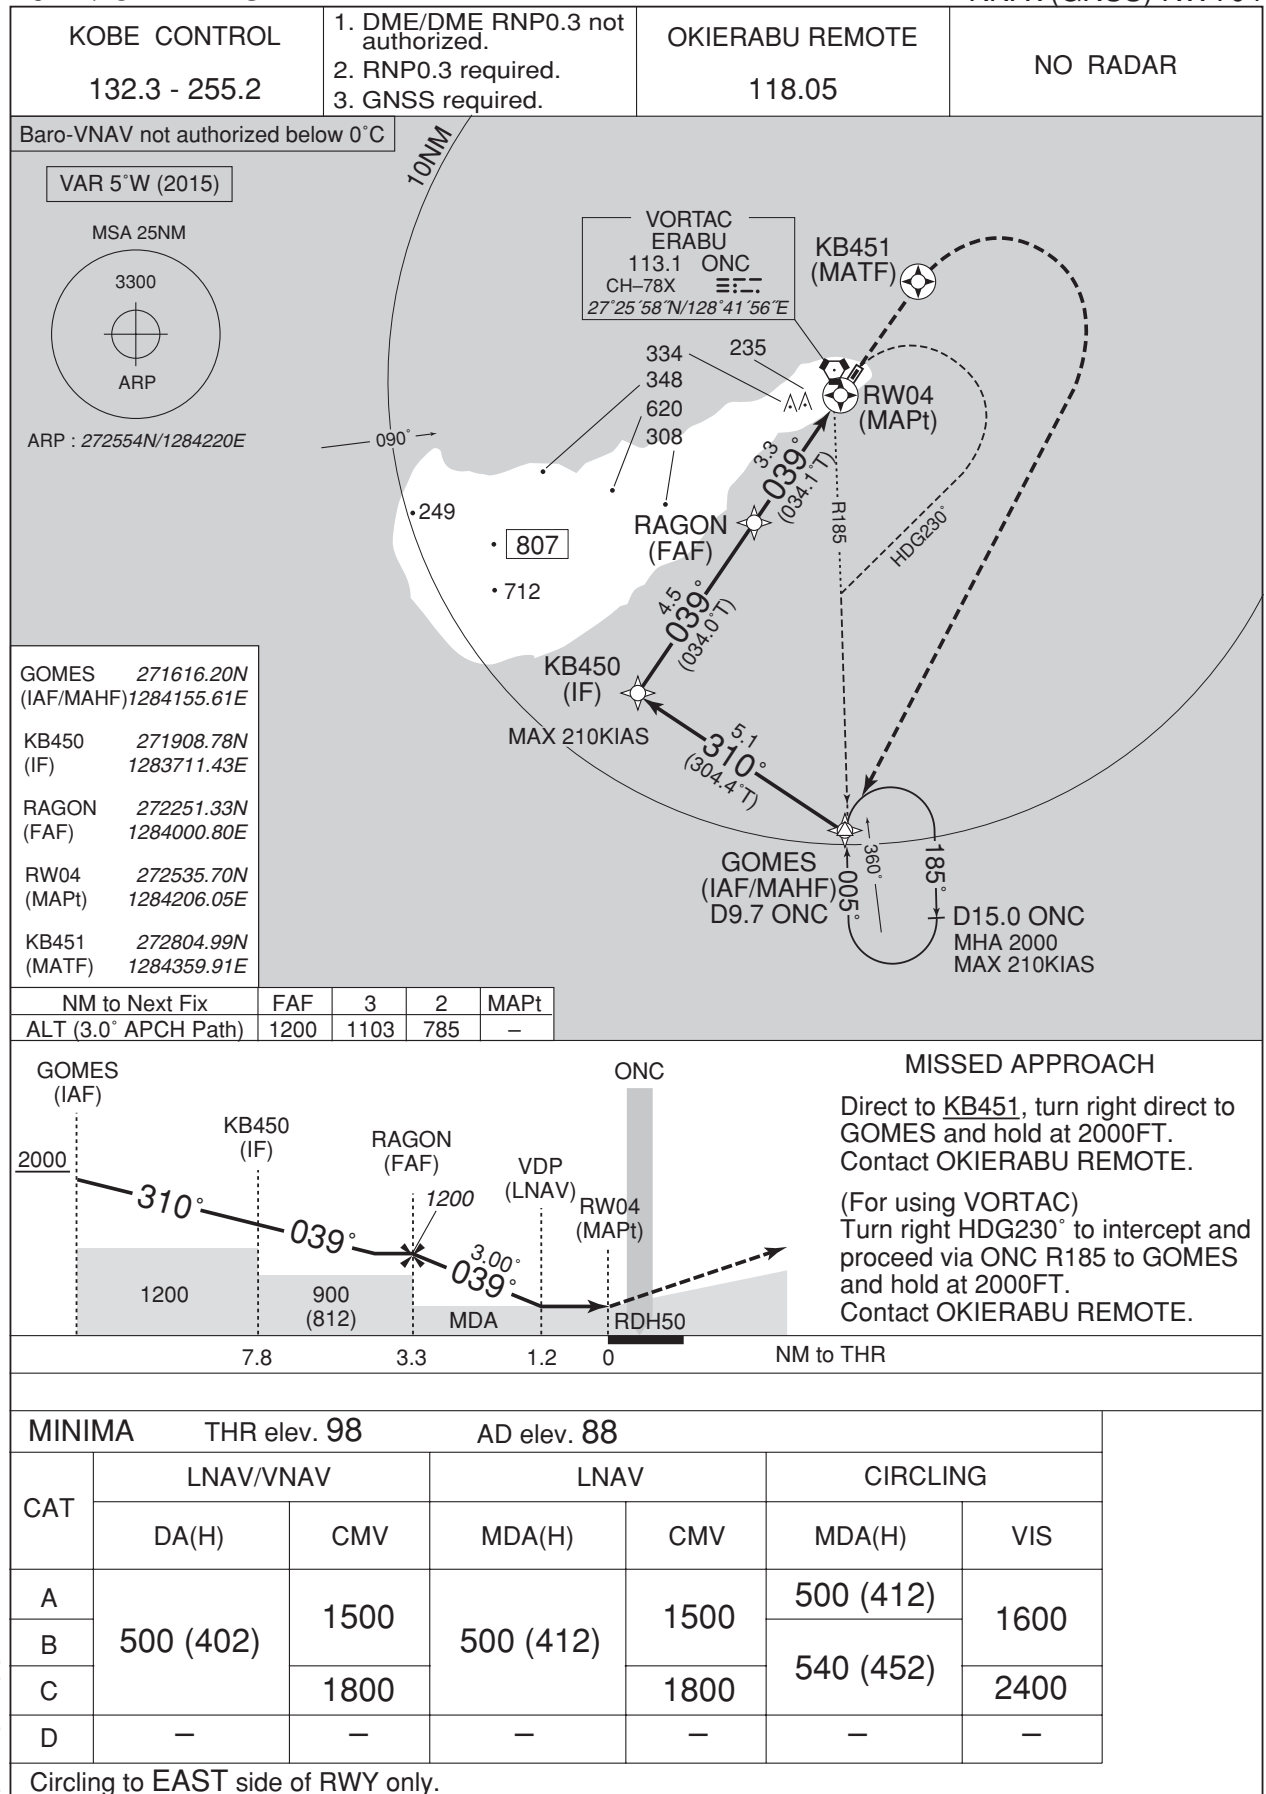 KOBE CONTROL
132.3 - 255.2
1. DME/DME RNP0.3 not
authorized.
2. RNP0.3 required.
3. GNSS required.
OKIERABU REMOTE
118.05
NO RADAR
Baro-VNAV not authorized below 0˚C
VAR 5˚W (2015)
MSA 25NM
3300
ARP
ARP : 272554N/1284220E
10NM
VORTAC
ERABU
113.1 ONC
CH–78X
27˚25´58˝N/128˚41´56˝E
KB451
(MATF)
334
235
348
620
308
RW04
(MAPt)
090˚
249
807
712
3.3
039˚
(034.1˚T)
RAGON
(FAF)
R185
HDG230˚
4.5
039˚
(034.0˚T)
KB450
(IF)
MAX 210KIAS
5.1
310˚
(304.4˚T)
GOMES
(IAF/MAHF)
D9.7 ONC
005˚
360˚
185˚
D15.0 ONC
MHA 2000
MAX 210KIAS
GOMES 271616.20N
(IAF/MAHF) 1284155.61E
KB450 271908.78N
(IF) 1283711.43E
RAGON 272251.33N
(FAF) 1284000.80E
RW04 272535.70N
(MAPt) 1284206.05E
KB451 272804.99N
(MATF) 1284359.91E
NM to Next Fix FAF 3 2 MAPt
ALT (3.0˚ APCH Path) 1200 1103 785 –
GOMES
(IAF)
KB450
(IF)
RAGON
(FAF)
VDP
(LNAV)
RW04
(MAPt)
ONC
2000
310˚
039˚
1200
3.00˚
039˚
1200
900
(812)
MDA
RDH50
7.8 3.3 1.2 0 NM to THR
MISSED APPROACH
Direct to KB451, turn right direct to
GOMES and hold at 2000FT.
Contact OKIERABU REMOTE.
(For using VORTAC)
Turn right HDG230˚ to intercept and
proceed via ONC R185 to GOMES
and hold at 2000FT.
Contact OKIERABU REMOTE.
MINIMA THR elev. 98 AD elev. 88
CAT LNAV/VNAV LNAV CIRCLING
DA(H) CMV MDA(H) CMV MDA(H) VIS
A 500 (402) 1500 500 (412) 1500 500 (412) 1600
B 540 (452)
C 1800 1800 2400
D – – – – – –
Circling to EAST side of RWY only.